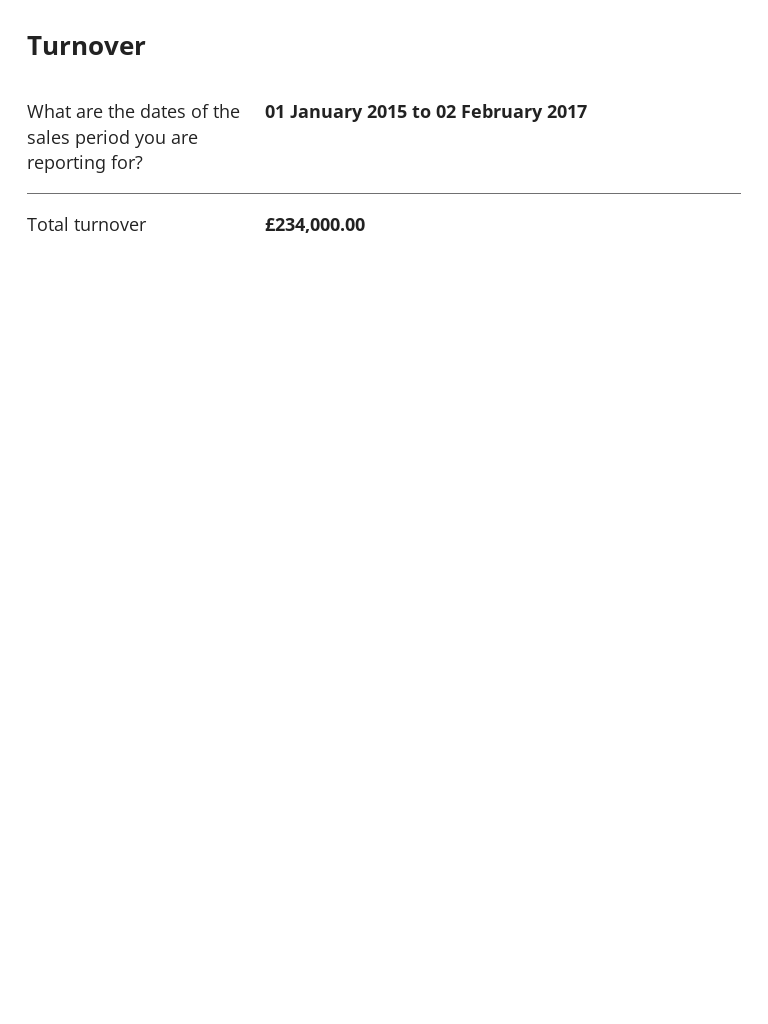 Turnover
What are the dates of the
sales period you are
reporting for?
01 January 2015 to 02 February 2017
Total turnover
£234,000.00